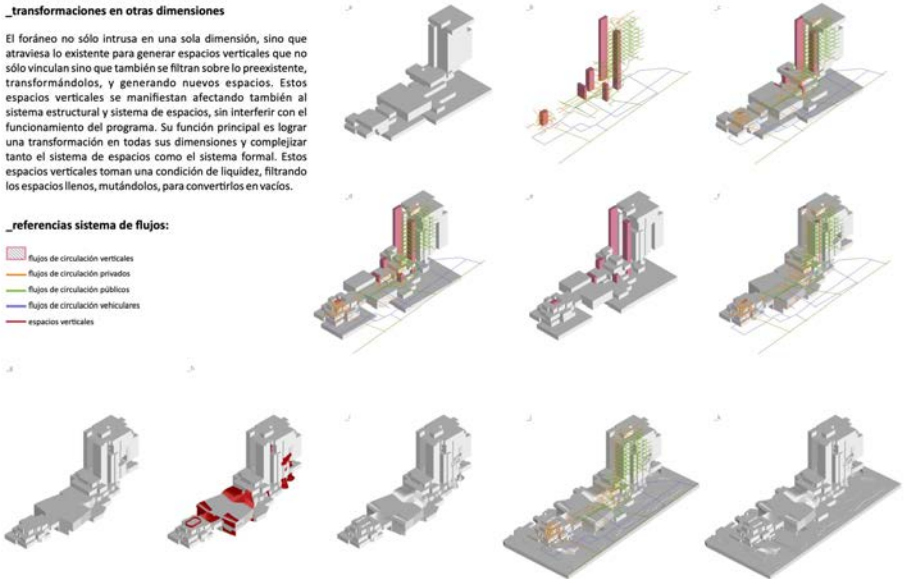 _transformaciones en otras dimensiones
El foráneo no sólo intrusa en una sola dimensión, sino que
atraviesa lo existente para generar espacios verticales que no
sólo vinculan sino que también se filtran sobre lo preexistente,
transformándolos, y generando nuevos espacios. Estos
espacios verticales se manifiestan afectando también al
sistema estructural y sistema de espacios, sin interferir con el
funcionamiento del programa. Su función principal es lograr
una transformación en todas sus dimensiones y complejizar
tanto el sistema de espacios como el sistema formal. Estos
espacios verticales toman una condición de liquidez, filtrando
los espacios llenos, mutándolos, para convertirlos en vacíos.
_referencias sistema de flujos:
flujos de circulación verticales
flujos de circulación privados
flujos de circulación públicos
flujos de circulación vehiculares
espacios verticales